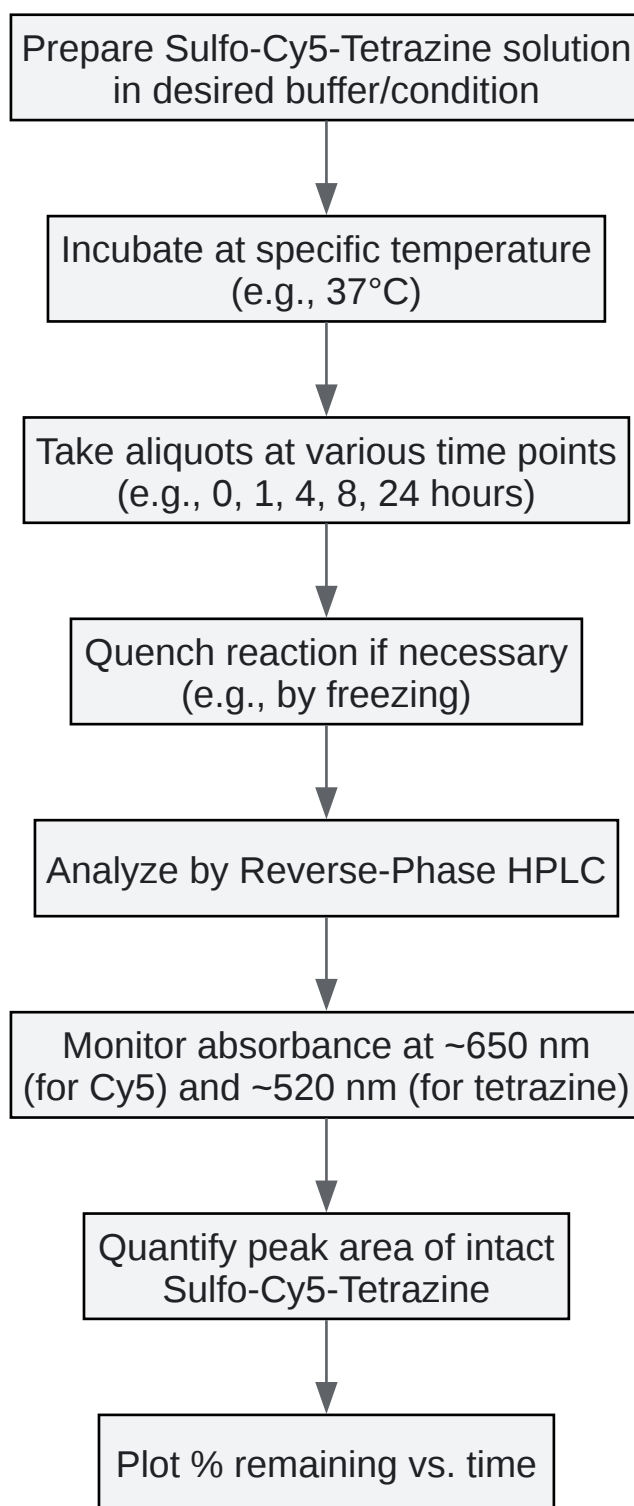 Prepare Sulfo-Cy5-Tetrazine solution
in desired buffer/condition
Incubate at specific temperature
(e.g., 37°C)
Take aliquots at various time points
(e.g., 0, 1, 4, 8, 24 hours)
Quench reaction if necessary
(e.g., by freezing)
Analyze by Reverse-Phase HPLC
Monitor absorbance at ~650 nm
(for Cy5) and ~520 nm (for tetrazine)
Quantify peak area of intact
Sulfo-Cy5-Tetrazine
Plot % remaining vs. time